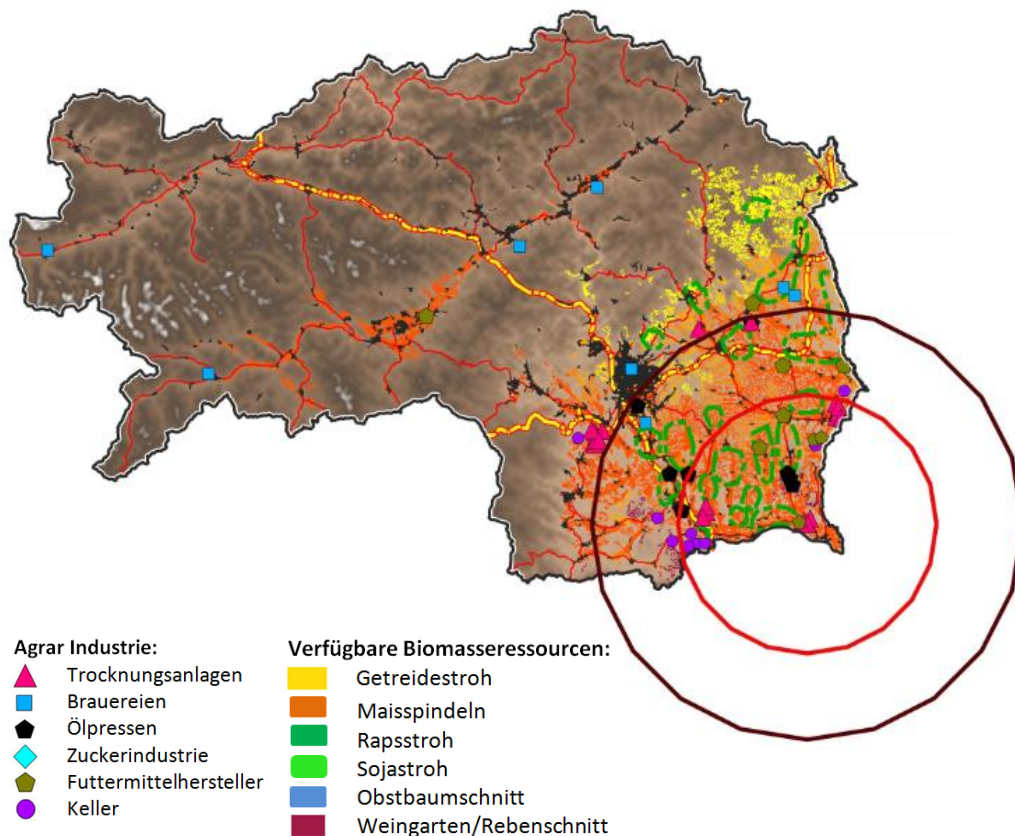 Agrar Industrie:
Trocknungsanlagen
Brauereien
Ölpressen
Zuckerindustrie
Futtermittelhersteller
Keller
Verfügbare Biomasseressourcen:
Getreidestroh
Maisspindeln
Rapsstroh
Sojastroh
Obstbaumschnitt
Weingarten/Rebenschnitt